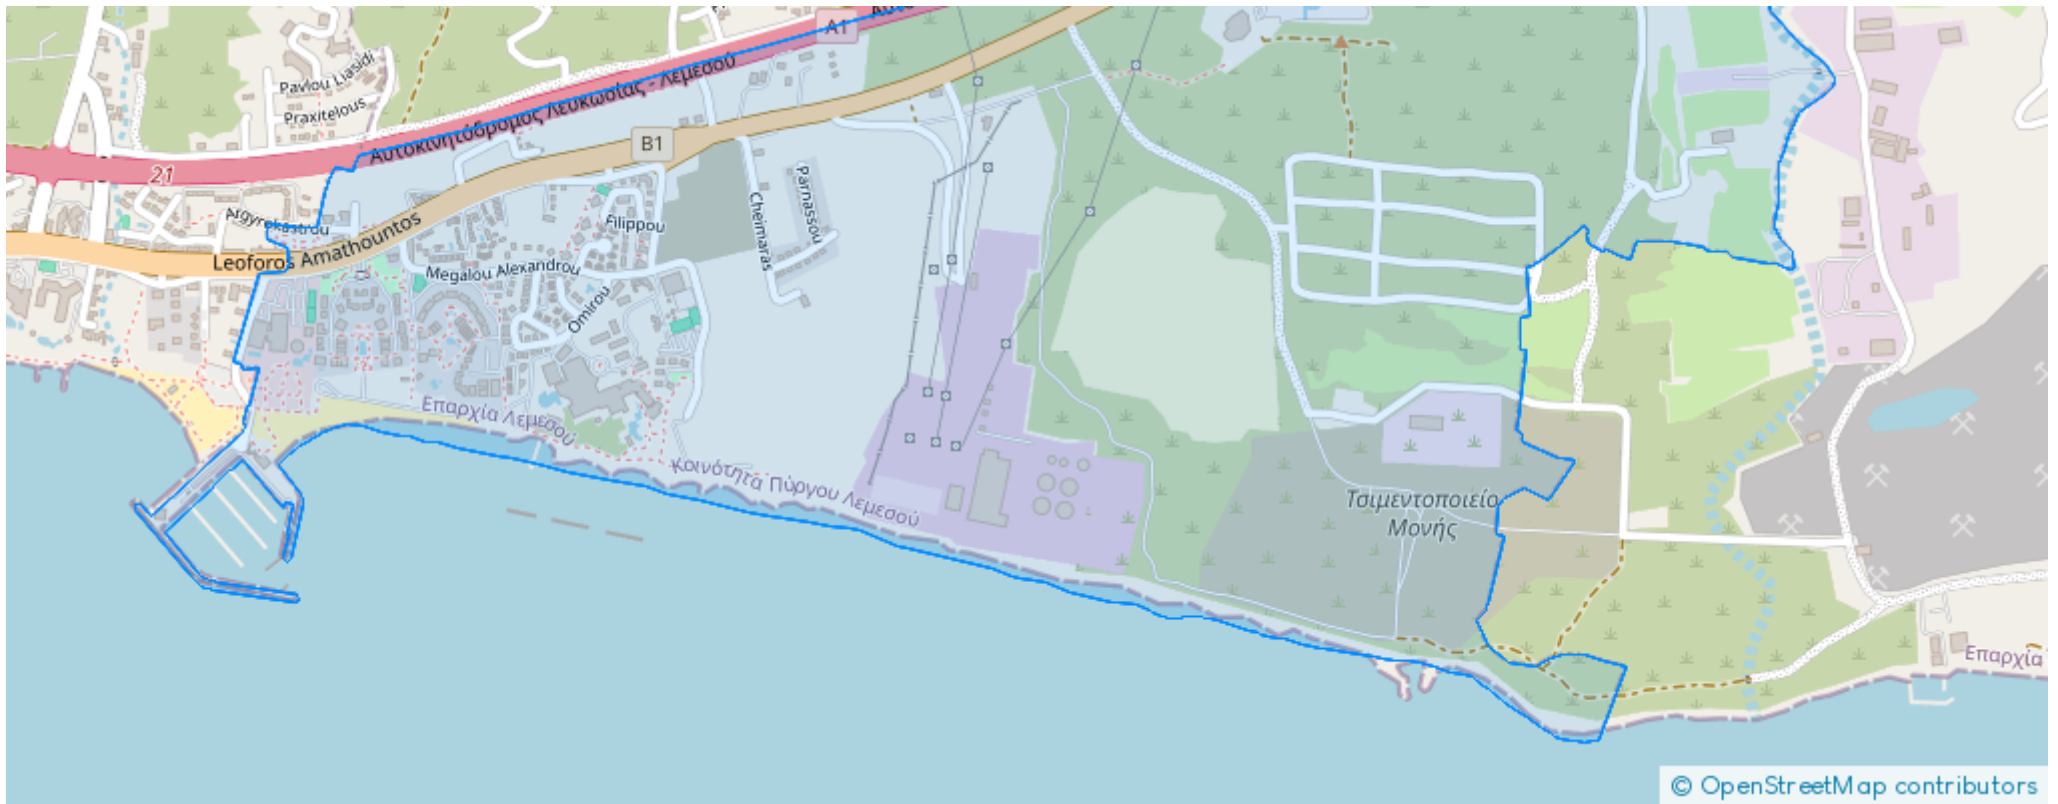 A1
Αυτο
Pavlou Liasidi
Praxitelous
Αυτοκινητόδρομος Λευκωσίας - Λεμεσού
B1
21
Parnassou
Cheimaras
Argyrokastrou
Filippou
Leoforos Amathountos
Megalou Alexandrou
Omirou
Επαρχία Λεμεσού
Κοινότητα Πύργου Λεμεσού
Τσιμεντοποιείο
Μονής
Επαρχία
© OpenStreetMap contributors